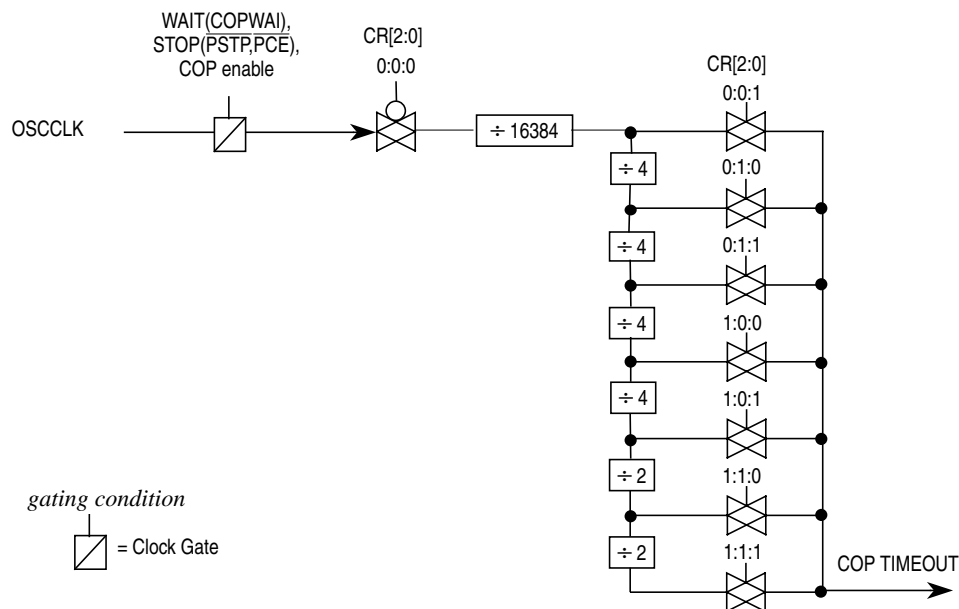 WAIT(COPWAI),
STOP(PSTP,PCE),
COP enable
CR[2:0]
0:0:0
OSCCLK
÷ 16384
CR[2:0]
0:0:1
÷ 4
0:1:0
÷ 4
0:1:1
÷ 4
1:0:0
÷ 4
1:0:1
÷ 2
1:1:0
÷ 2
1:1:1
gating condition
= Clock Gate
COP TIMEOUT